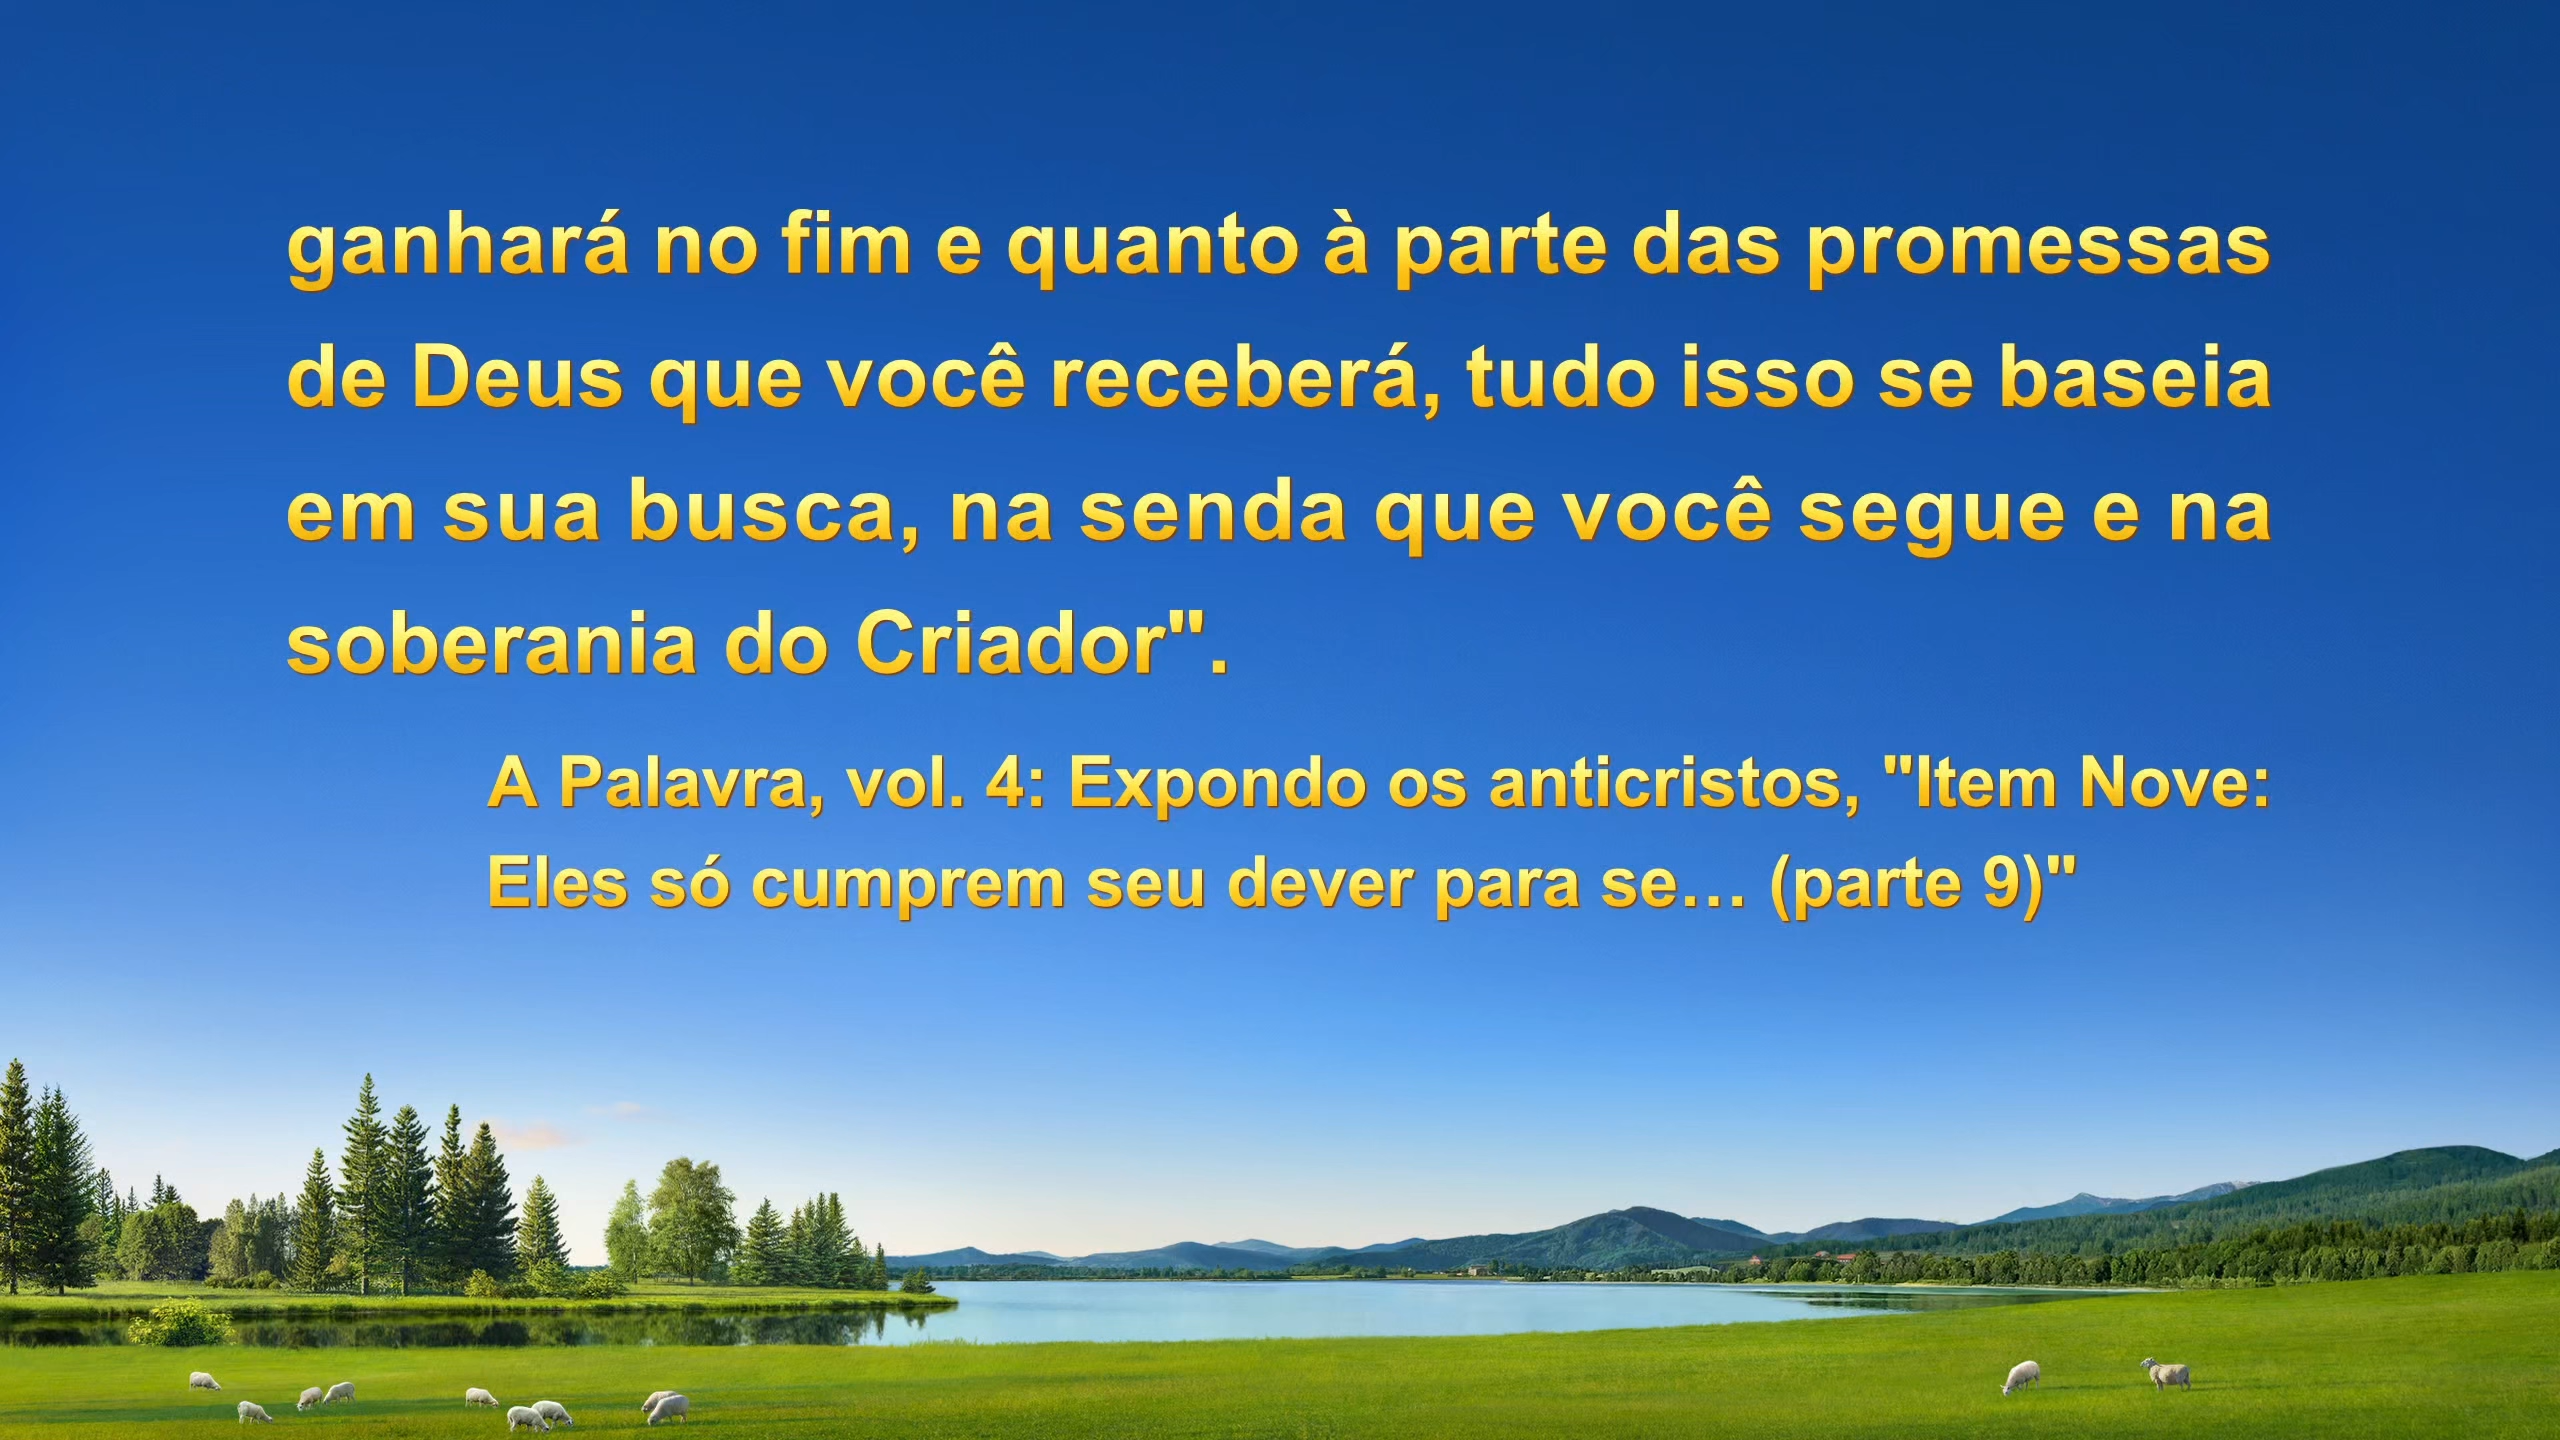 ganhará no fim e quanto à parte das promessas
de Deus que você receberá, tudo isso se baseia
em sua busca, na senda que você segue e na
soberania do Criador".
A Palavra, vol. 4: Expondo os anticristos, "Item Nove:
Eles só cumprem seu dever para se… (parte 9)"